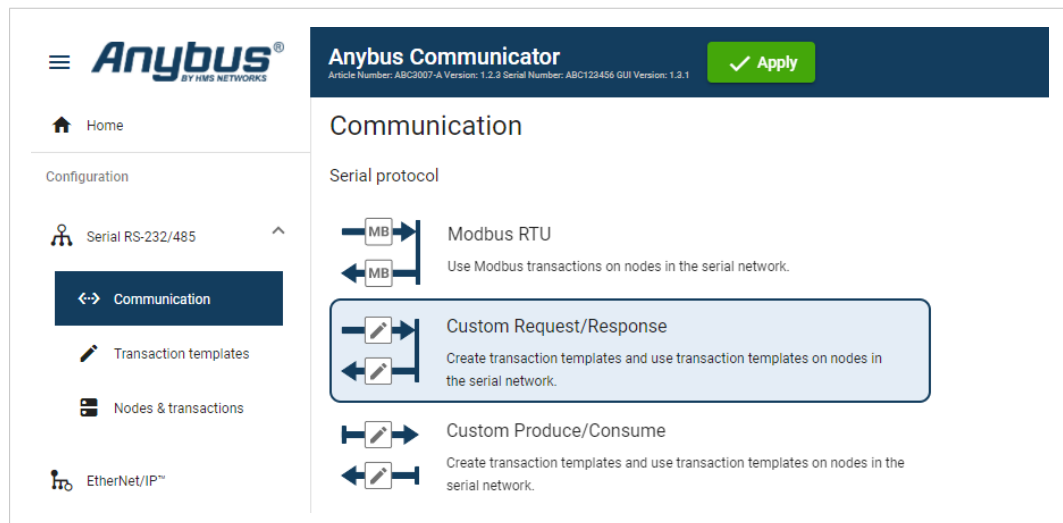 Anybus®
BY HMS NETWORKS
Anybus Communicator
Article Number: ABC3007-A Version: 1.2.3 Serial Number: ABC123456 GUI Version: 1.3.1
Apply
Home
Configuration
Serial RS-232/485
Communication
Transaction templates
Nodes & transactions
EtherNet/IP™
Communication
Serial protocol
MB
MB
Modbus RTU
Use Modbus transactions on nodes in the serial network.
Custom Request/Response
Create transaction templates and use transaction templates on nodes in
the serial network.
Custom Produce/Consume
Create transaction templates and use transaction templates on nodes in the
serial network.